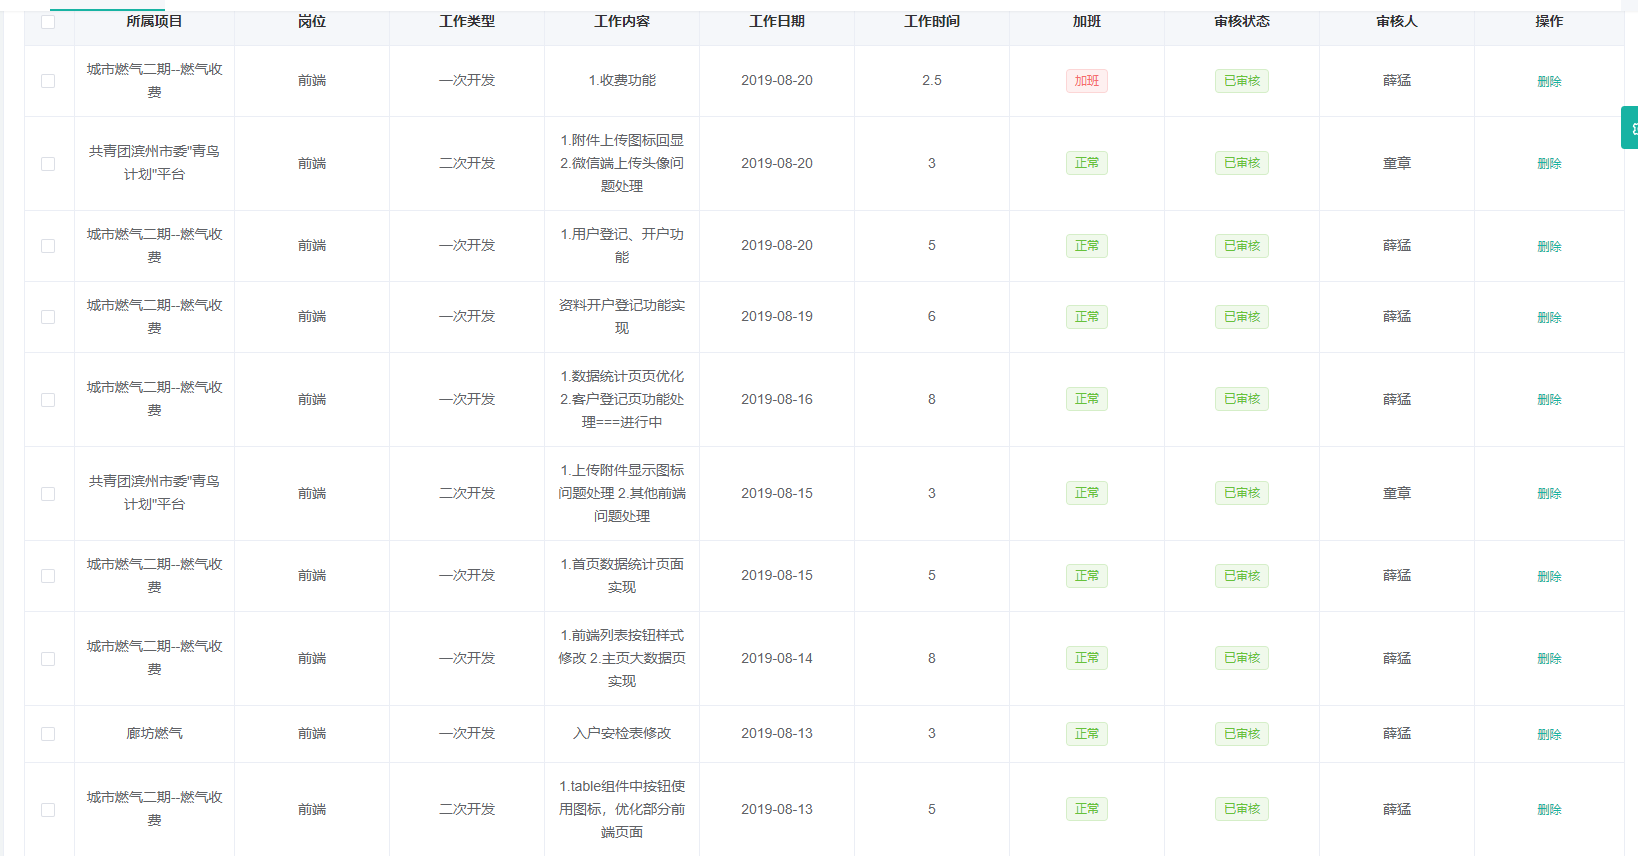 所属项目 岗位 工作类型 工作内容 工作日期 工作时间 加班 审核状态 审核人 操作
城市燃气二期--燃气收
费
前端 一次开发 1.收费功能 2019-08-20 2.5 加班 已审核 薛猛 删除
共青团滨州市委"青鸟
计划"平台
前端 二次开发
1.附件上传图标回显
2.微信端上传头像问
题处理
2019-08-20 3 正常 已审核 童章 删除
城市燃气二期--燃气收
费
前端 一次开发
1.用户登记、开户功
能
2019-08-20 5 正常 已审核 薛猛 删除
城市燃气二期--燃气收
费
前端 一次开发
资料开户登记功能实
现
2019-08-19 6 正常 已审核 薛猛 删除
城市燃气二期--燃气收
费
前端 一次开发
1.数据统计页页优化
2.客户登记页功能处
理===进行中
2019-08-16 8 正常 已审核 薛猛 删除
共青团滨州市委"青鸟
计划"平台
前端 二次开发
1.上传附件显示图标
问题处理 2.其他前端
问题处理
2019-08-15 3 正常 已审核 童章 删除
城市燃气二期--燃气收
费
前端 一次开发
1.首页数据统计页面
实现
2019-08-15 5 正常 已审核 薛猛 删除
城市燃气二期--燃气收
费
前端 一次开发
1.前端列表按钮样式
修改 2.主页大数据页
实现
2019-08-14 8 正常 已审核 薛猛 删除
廊坊燃气 前端 一次开发 入户安检表修改 2019-08-13 3 正常 已审核 薛猛 删除
城市燃气二期--燃气收
费
前端 二次开发
1.table组件中按钮使
用图标，优化部分前
端页面
2019-08-13 5 正常 已审核 薛猛 删除